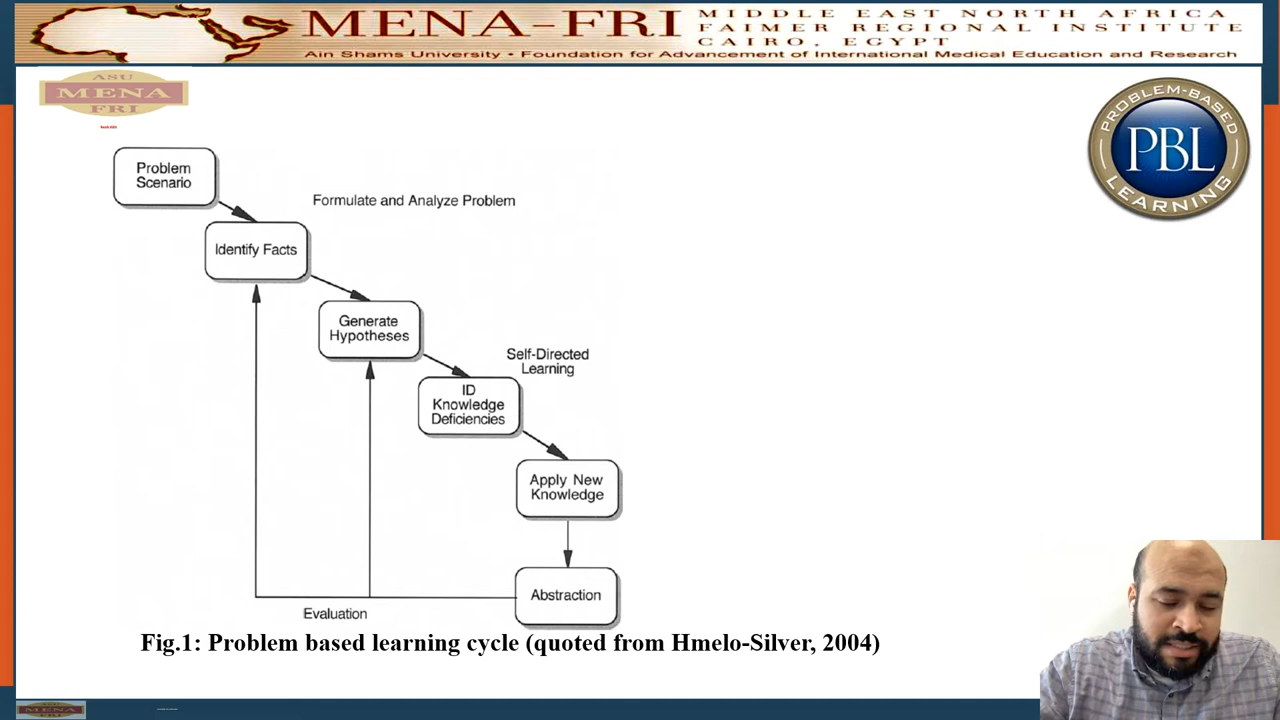 MENA-FRI
MIDDLE EAST NORTH AFRICA
FAIMER REGIONAL INSTITUTE
CAIRO, EGYPT
Ain Shams University • Foundation for Advancement of International Medical Education and Research
ASU
MENA
FRI
PROBLEM-BASED
PBL
LEARNING
Problem
Scenario
Formulate and Analyze Problem
Identify Facts
Generate
Hypotheses
Self-Directed
Learning
ID
Knowledge
Deficiencies
Apply New
Knowledge
Abstraction
Evaluation
Fig.1: Problem based learning cycle (quoted from Hmelo-Silver, 2004)
MENA
FRI